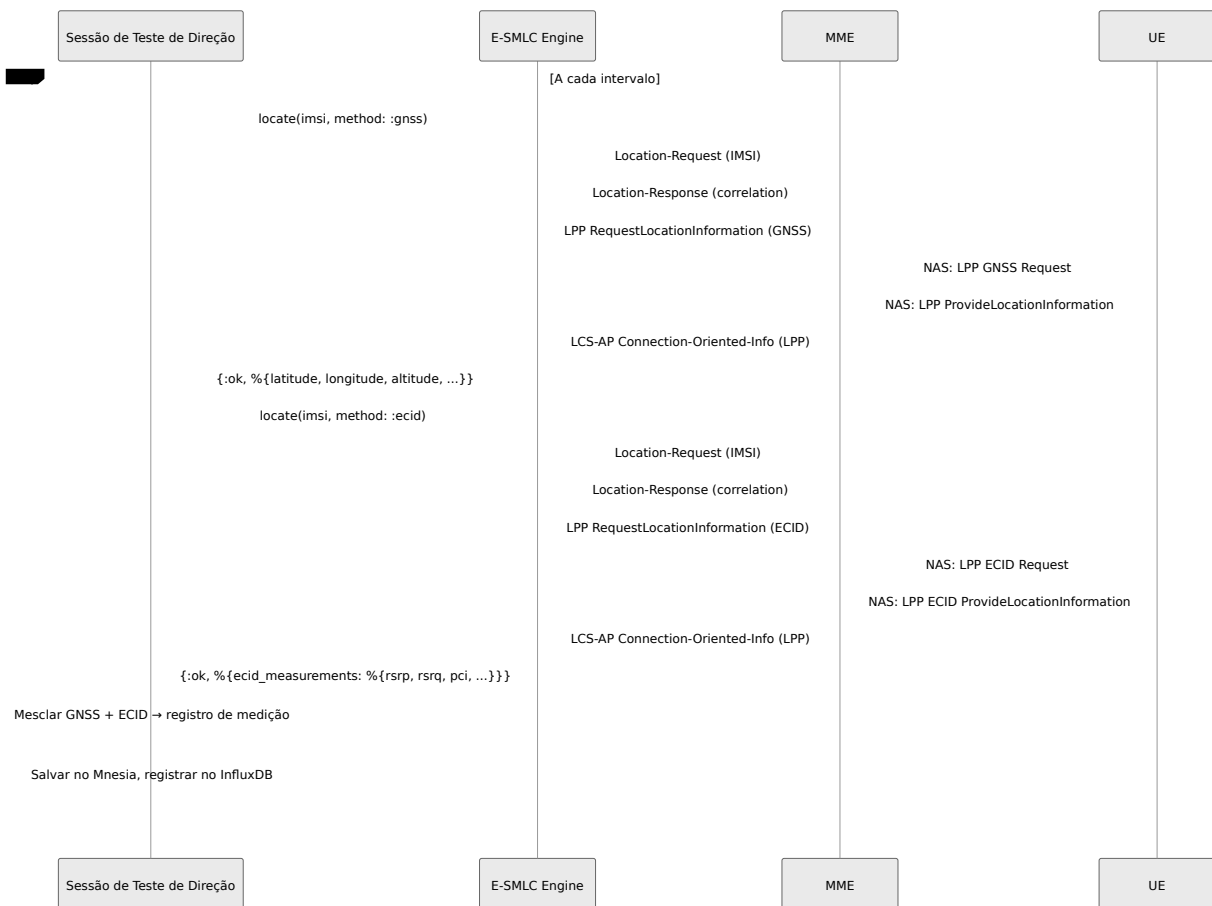 Sessão de Teste de Direção
E-SMLC Engine
MME
UE
[A cada intervalo]
locate(imsi, method: :gnss)
Location-Request (IMSI)
Location-Response (correlation)
LPP RequestLocationInformation (GNSS)
NAS: LPP GNSS Request
NAS: LPP ProvideLocationInformation
LCS-AP Connection-Oriented-Info (LPP)
{:ok, %{latitude, longitude, altitude, ...}}
locate(imsi, method: :ecid)
Location-Request (IMSI)
Location-Response (correlation)
LPP RequestLocationInformation (ECID)
NAS: LPP ECID Request
NAS: LPP ECID ProvideLocationInformation
LCS-AP Connection-Oriented-Info (LPP)
{:ok, %{ecid_measurements: %{rsrp, rsrq, pci, ...}}}
Mesclar GNSS + ECID → registro de medição
Salvar no Mnesia, registrar no InfluxDB
Sessão de Teste de Direção
E-SMLC Engine
MME
UE